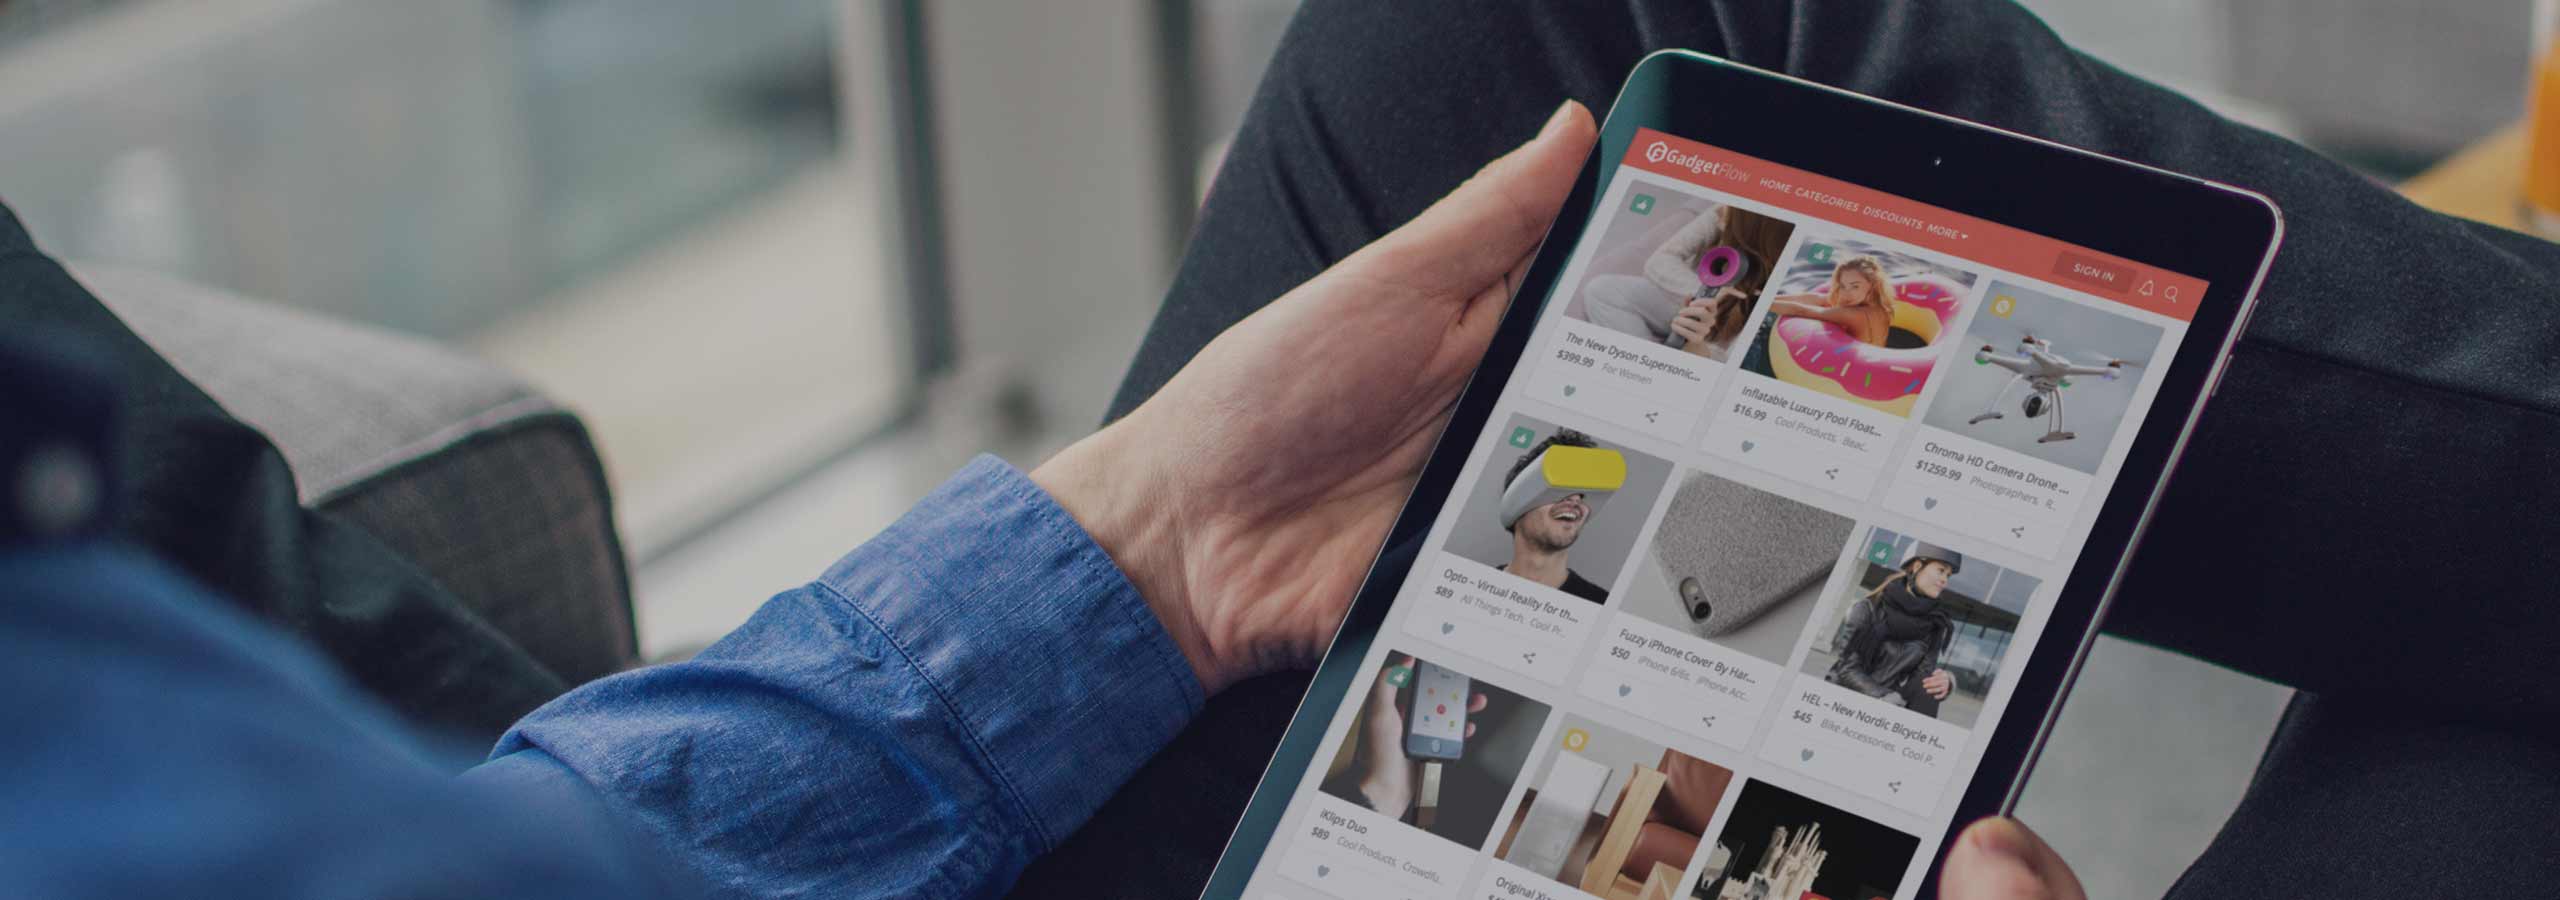 GadgetFlow HOME CATEGORIES DISCOUNTS MORE SIGN IN
The New Dyson Supersonic...
$399.99 For Women
Inflatable Luxury Pool Float...
$16.99 Cool Products, Beac..
Chroma HD Camera Drone ...
$1259.99 Photographers, R..
Opto – Virtual Reality for th...
$89 All Things Tech, Cool Pr..
Fuzzy iPhone Cover By Har...
$50 iPhone 6/6s, iPhone Acc..
HEL – New Nordic Bicycle H...
$45 Bike Accessories, Cool P..
iKlips Duo
$89 Cool Products, Crowdfu..
Original